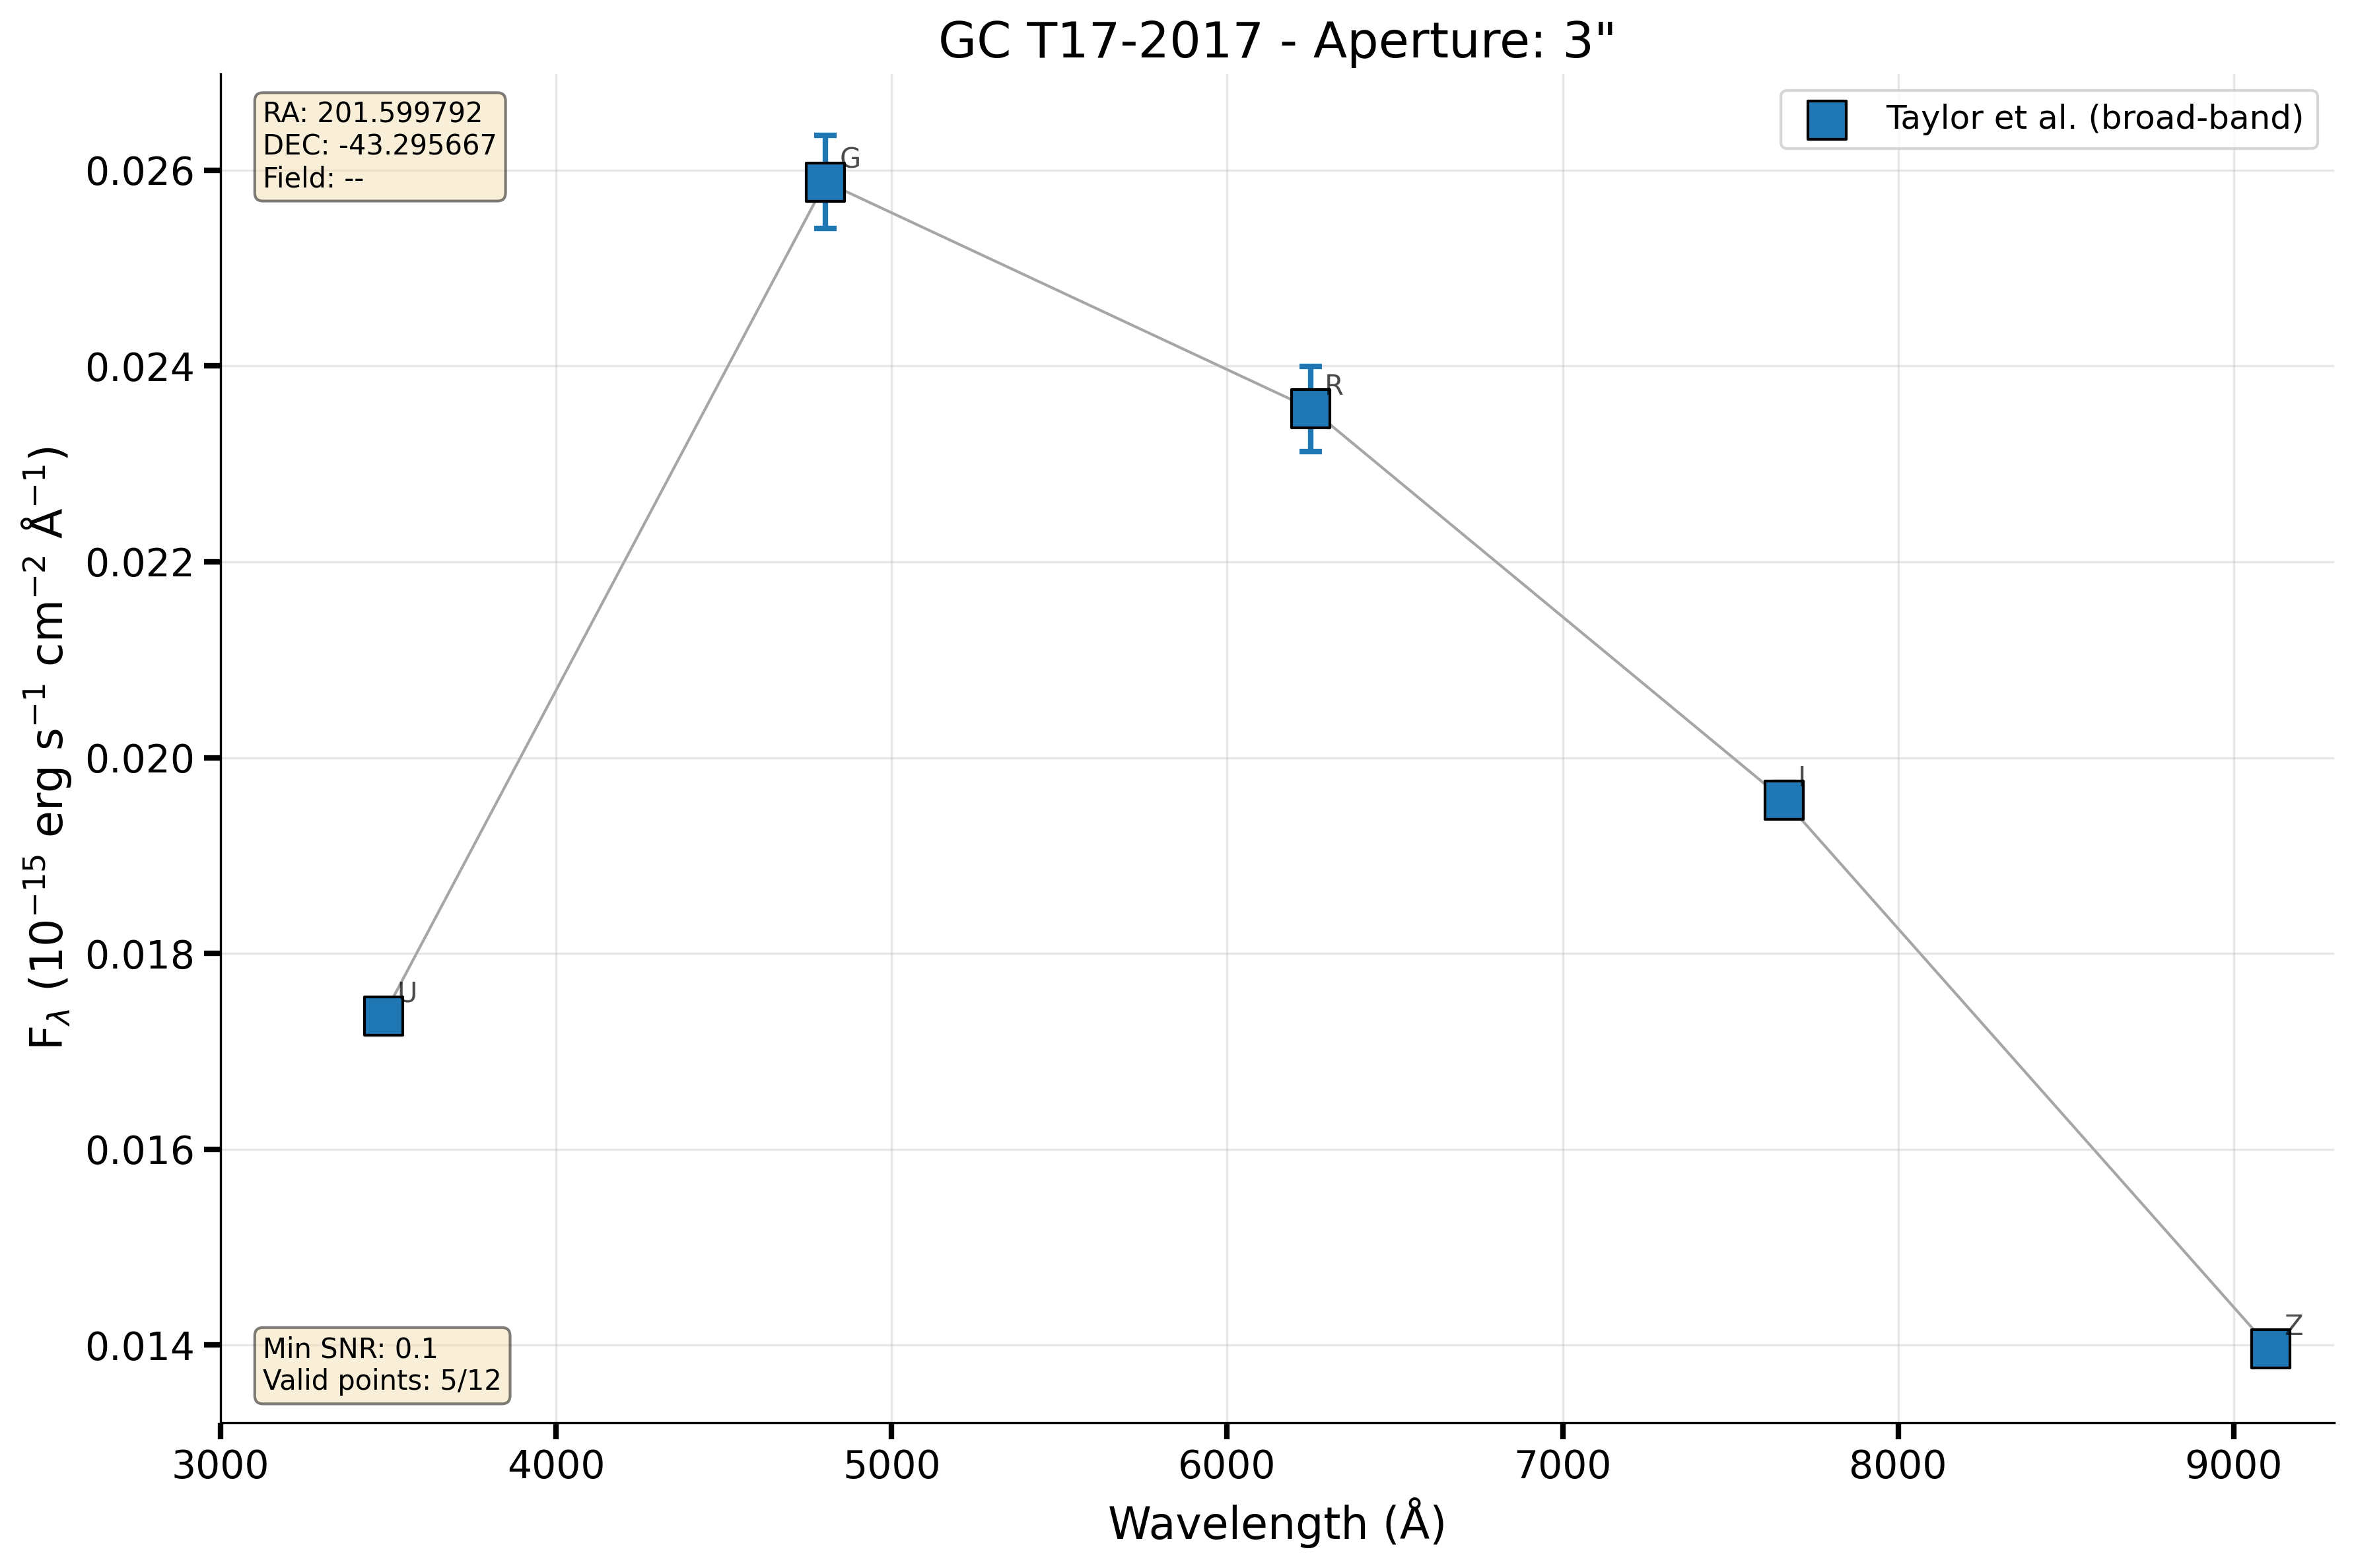 GC T17-2017 - Aperture: 3"
RA: 201.599792
DEC: -43.295667
Field: --
Taylor et al. (broad-band)
G
R
I
U
Z
0.026
0.024
0.022
0.020
0.018
0.016
0.014
F_λ (10⁻¹⁵ erg s⁻¹ cm⁻² Å⁻¹)
Min SNR: 0.1
Valid points: 5/12
3000 4000 5000 6000 7000 8000 9000
Wavelength (Å)